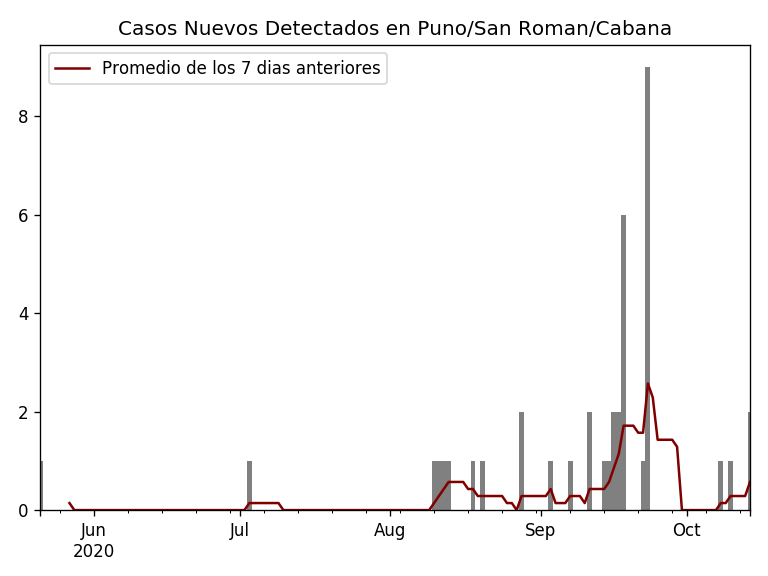 Casos Nuevos Detectados en Puno/San Roman/Cabana
Promedio de los 7 dias anteriores
8
6
4
2
0
Jun Jul Aug Sep Oct
2020